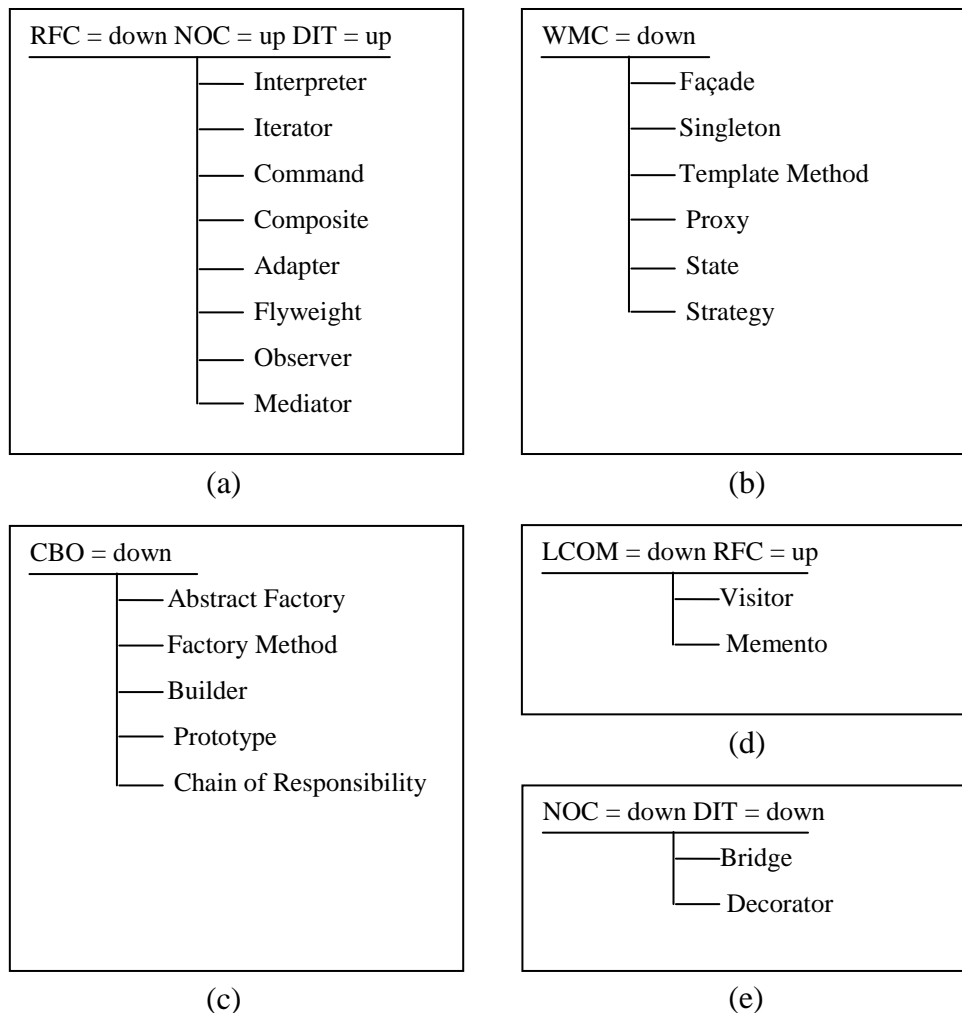 RFC = down NOC = up DIT = up
Interpreter
Iterator
Command
Composite
Adapter
Flyweight
Observer
Mediator
(a)
WMC = down
Façade
Singleton
Template Method
Proxy
State
Strategy
(b)
CBO = down
Abstract Factory
Factory Method
Builder
Prototype
Chain of Responsibility
(c)
LCOM = down RFC = up
Visitor
Memento
(d)
NOC = down DIT = down
Bridge
Decorator
(e)